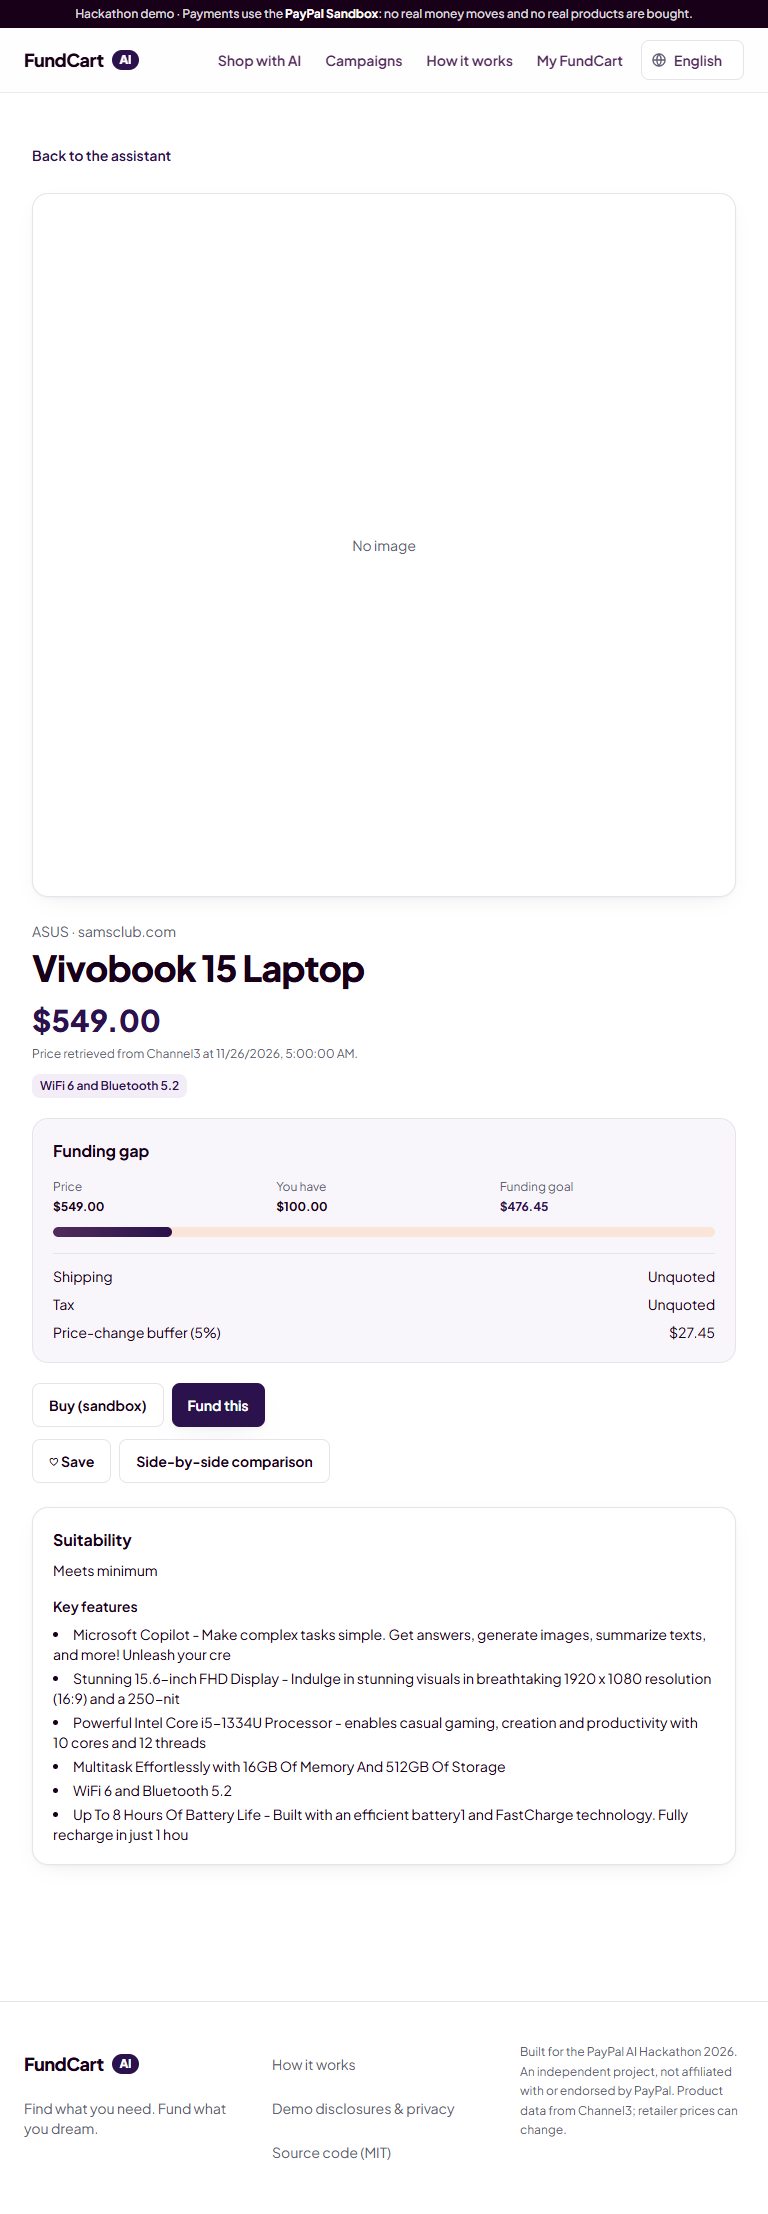 Hackathon demo · Payments use the PayPal Sandbox: no real money moves and no real products are bought.
FundCart AI
Shop with AI
Campaigns
How it works
My FundCart
English
Back to the assistant
No image
ASUS · samsclub.com
Vivobook 15 Laptop
$549.00
Price retrieved from Channel3 at 11/26/2026, 5:00:00 AM.
WiFi 6 and Bluetooth 5.2
Funding gap
Price
You have
Funding goal
$549.00
$100.00
$476.45
Shipping
Unquoted
Tax
Unquoted
Price-change buffer (5%)
$27.45
Buy (sandbox)
Fund this
♡ Save
Side-by-side comparison
Suitability
Meets minimum
Key features
• Microsoft Copilot - Make complex tasks simple. Get answers, generate images, summarize texts,
and more! Unleash your cre
• Stunning 15.6-inch FHD Display - Indulge in stunning visuals in breathtaking 1920 x 1080 resolution
(16:9) and a 250-nit
• Powerful Intel Core i5-1334U Processor - enables casual gaming, creation and productivity with
10 cores and 12 threads
• Multitask Effortlessly with 16GB Of Memory And 512GB Of Storage
• WiFi 6 and Bluetooth 5.2
• Up To 8 Hours Of Battery Life - Built with an efficient battery1 and FastCharge technology. Fully
recharge in just 1 hou
FundCart AI
Find what you need. Fund what
you dream.
How it works
Demo disclosures & privacy
Source code (MIT)
Built for the PayPal AI Hackathon 2026.
An independent project, not affiliated
with or endorsed by PayPal. Product
data from Channel3; retailer prices can
change.